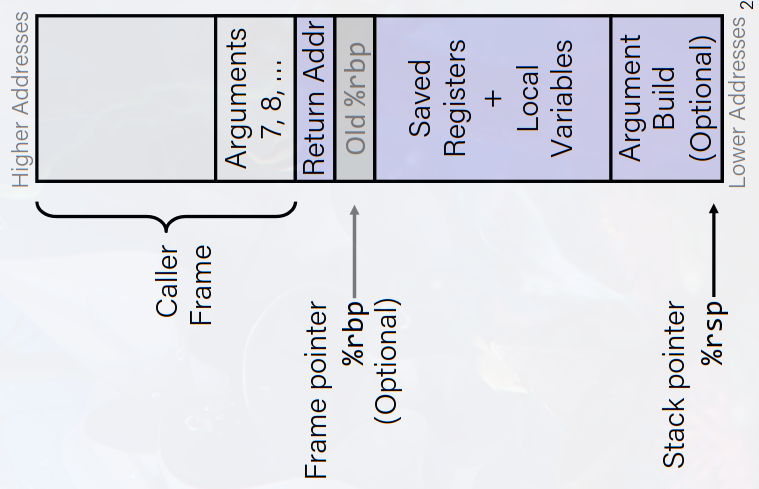 Higher Addresses
Caller
Frame
Arguments
7, 8, ...
Return Addr
Frame pointer
%rbp
(Optional)
Old %rbp
Saved
Registers
+
Local
Variables
Argument
Build
(Optional)
Stack pointer
%rsp
Lower Addresses
2